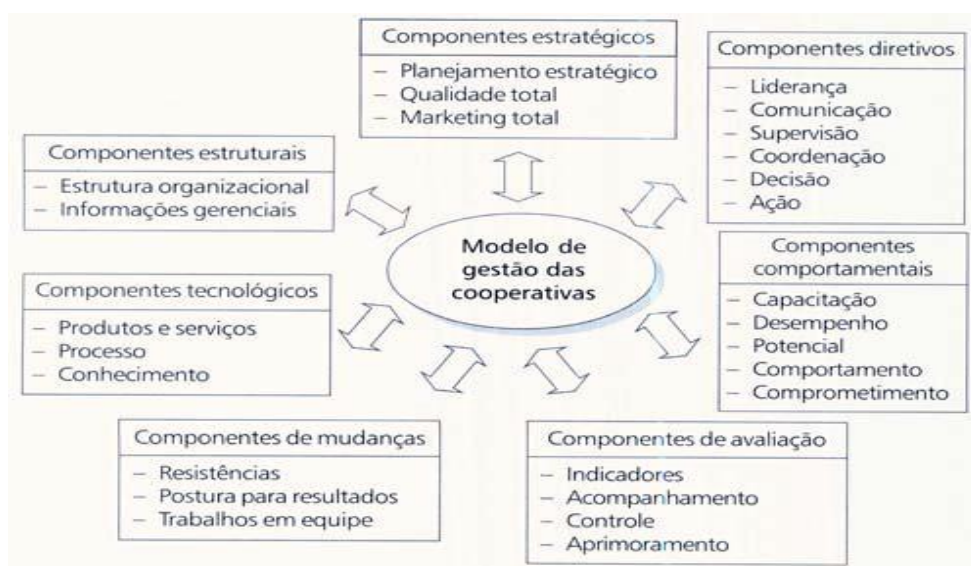 Componentes estratégicos
– Planejamento estratégico
– Qualidade total
– Marketing total
Componentes diretivos
– Liderança
– Comunicação
– Supervisão
– Coordenação
– Decisão
– Ação
Componentes estruturais
– Estrutura organizacional
– Informações gerenciais
Modelo de
gestão das
cooperativas
Componentes
comportamentais
– Capacitação
– Desempenho
– Potencial
– Comportamento
– Comprometimento
Componentes tecnológicos
– Produtos e serviços
– Processo
– Conhecimento
Componentes de mudanças
– Resistências
– Postura para resultados
– Trabalhos em equipe
Componentes de avaliação
– Indicadores
– Acompanhamento
– Controle
– Aprimoramento